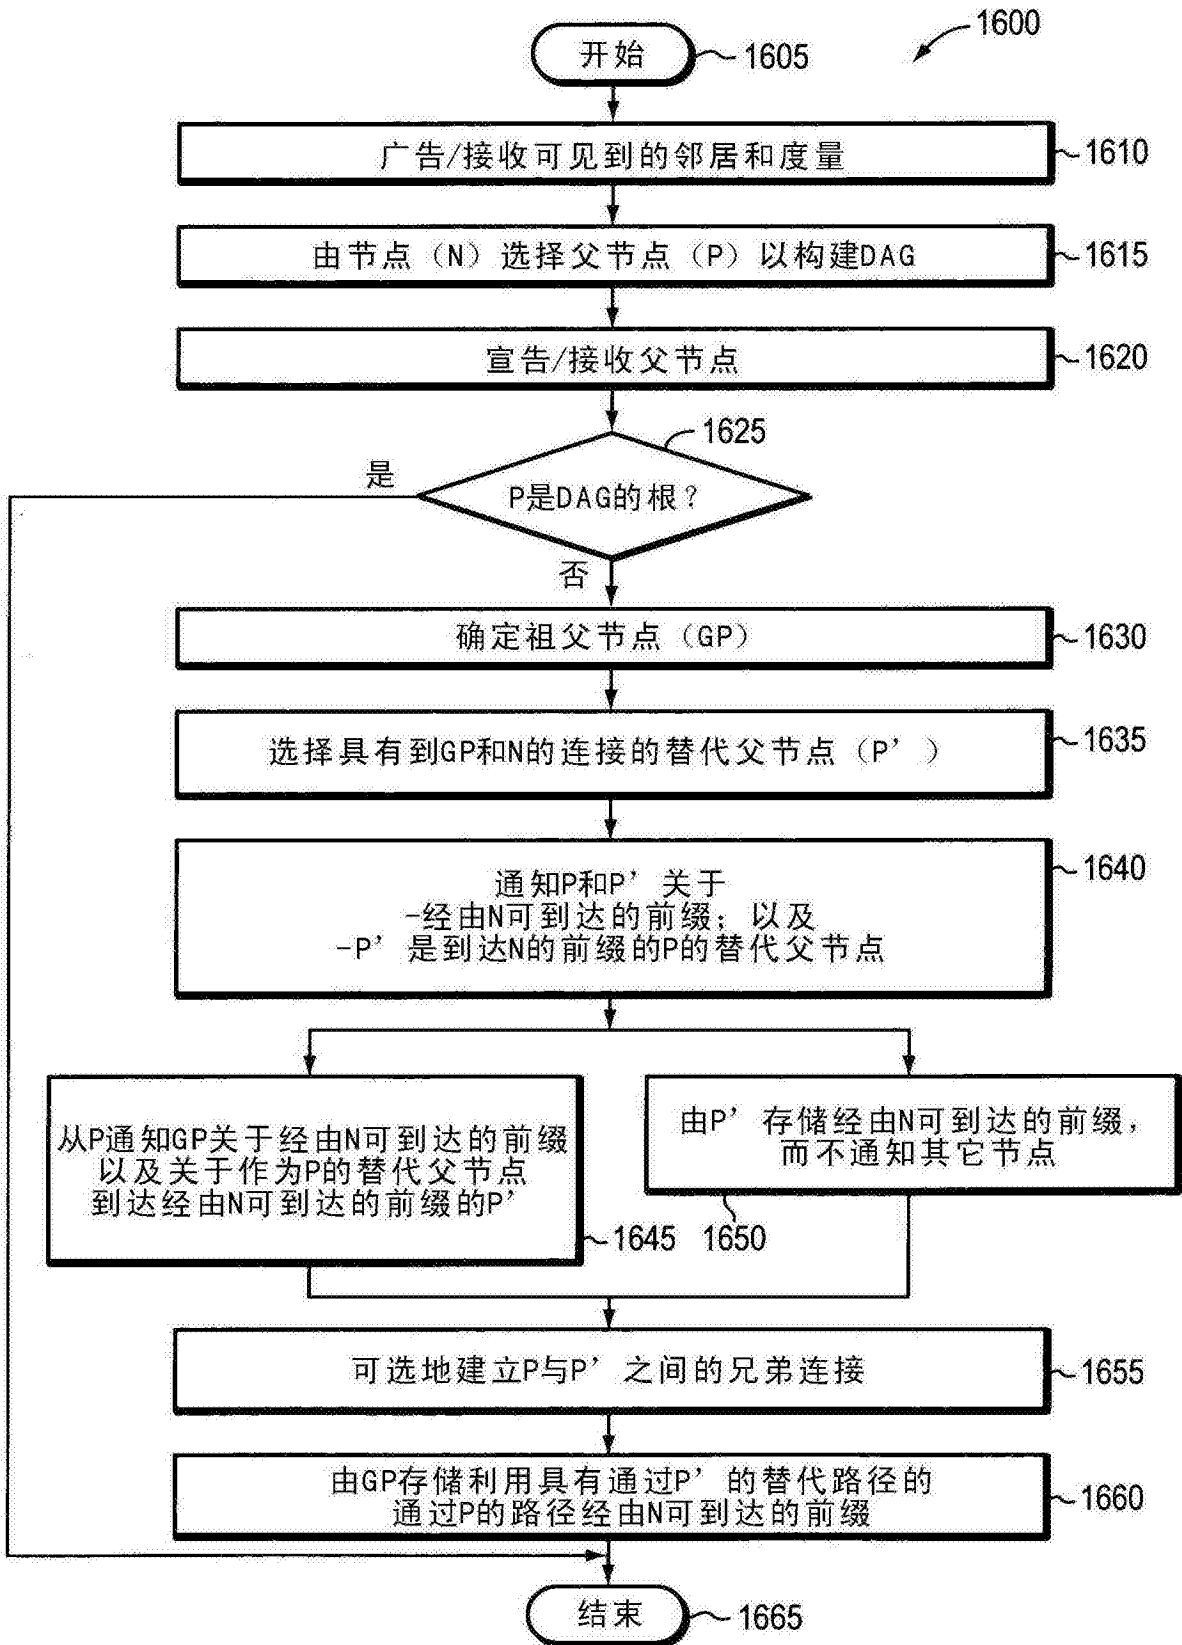 1600
开始
1605
广告/接收可见到的邻居和度量
1610
由节点（N）选择父节点（P）以构建DAG
1615
宣告/接收父节点
1620
1625
是
P是DAG的根？
否
确定祖父节点（GP）
1630
选择具有到GP和N的连接的替代父节点（P'）
1635
1640
通知P和P'关于
-经由N可到达的前缀；以及
-P'是到达N的前缀的P的替代父节点
从P通知GP关于经由N可到达的前缀
以及关于作为P的替代父节点
到达经由N可到达的前缀的P'
1645
由P'存储经由N可到达的前缀，
而不通知其它节点
1650
可选地建立P与P'之间的兄弟连接
1655
由GP存储利用具有通过P'的替代路径的
通过P的路径经由N可到达的前缀
1660
结束
1665